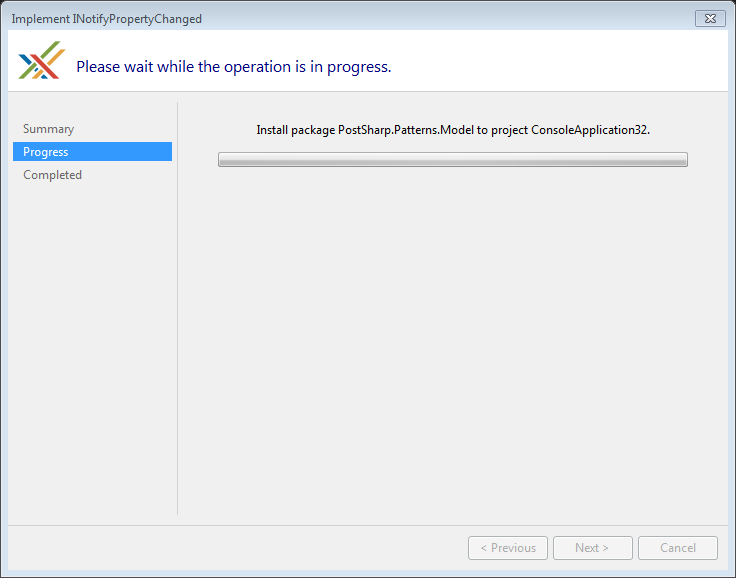 Implement INotifyPropertyChanged
Please wait while the operation is in progress.
Summary
Progress
Completed
Install package PostSharp.Patterns.Model to project ConsoleApplication32.
< Previous
Next >
Cancel